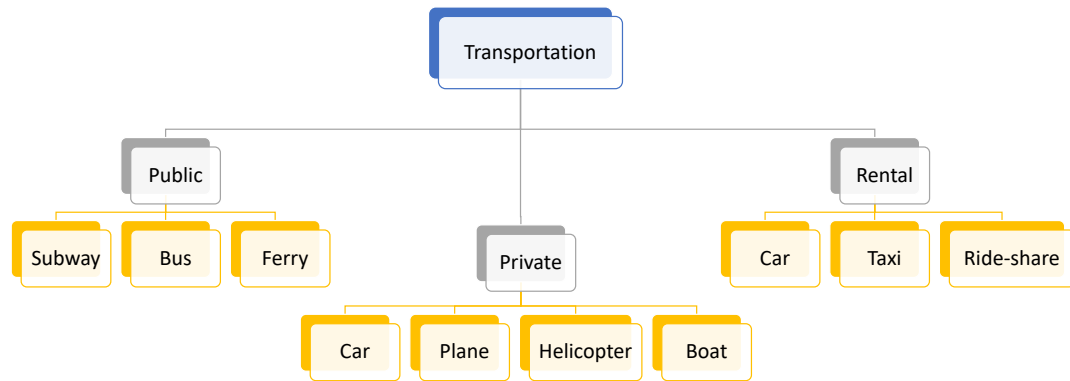 Transportation
Public
Rental
Subway
Bus
Ferry
Private
Car
Taxi
Ride-share
Car
Plane
Helicopter
Boat